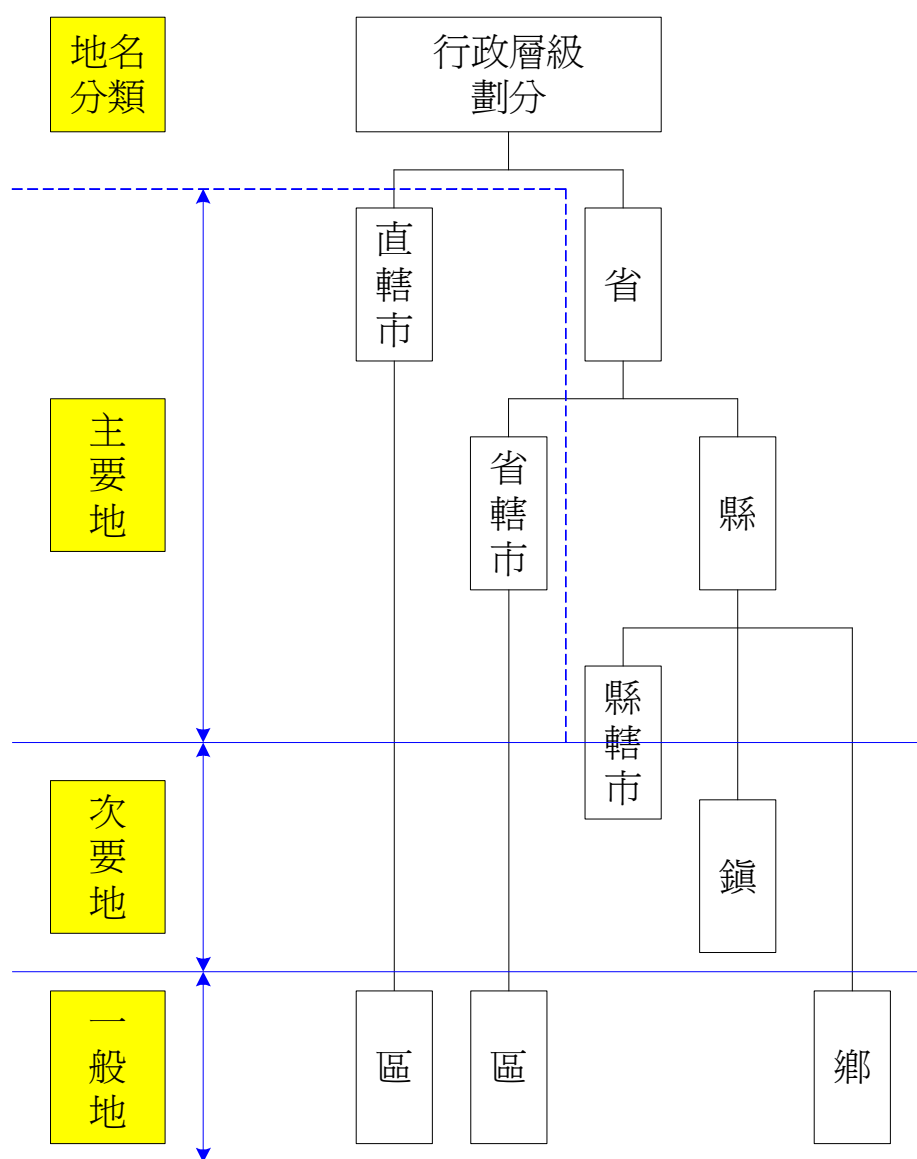 地名
分類
行政層級
劃分
直轄市
省
主要地
省轄市
縣
縣轄市
次要地
鎮
一般地
區
區
鄉